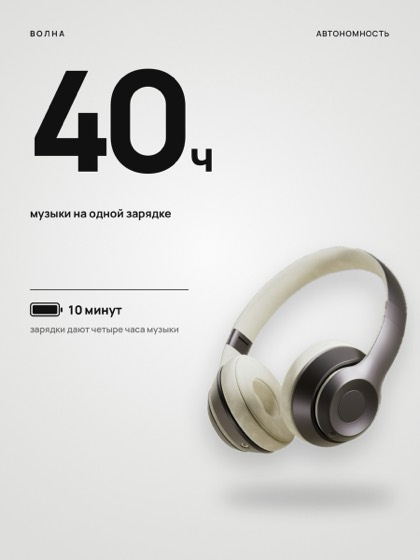 ВОЛНА
АВТОНОМНОСТЬ
40ч
музыки на одной зарядке
10 минут
зарядки дают четыре часа музыки